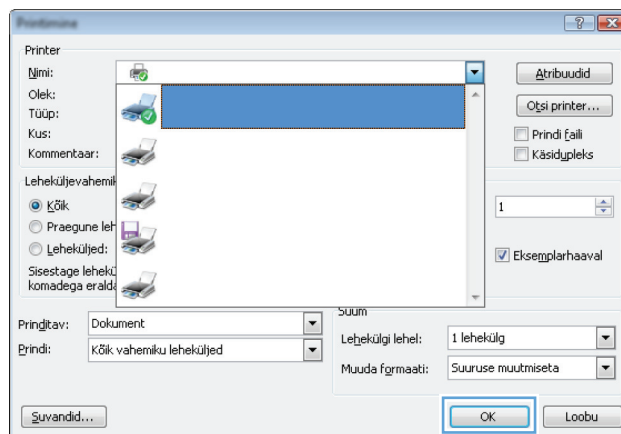 Printimine
Printer
Nimi:
Atribuudid
Olek:
Otsi printer...
Tüüp:
Kus:
Prindi faili
Kommentaar:
Käsidupleks
Leheküljevahemik
Kõik
1
Praegune leh
Leheküljed:
Eksemplarhaaval
Sisestage lehekü
komadega eralda
Suum
Prinditav: Dokument
Lehekülgi lehel: 1 lehekülg
Prindi: Kõik vahemiku leheküljed
Muuda formaati: Suuruse muutmiseta
Suvandid...
OK
Loobu